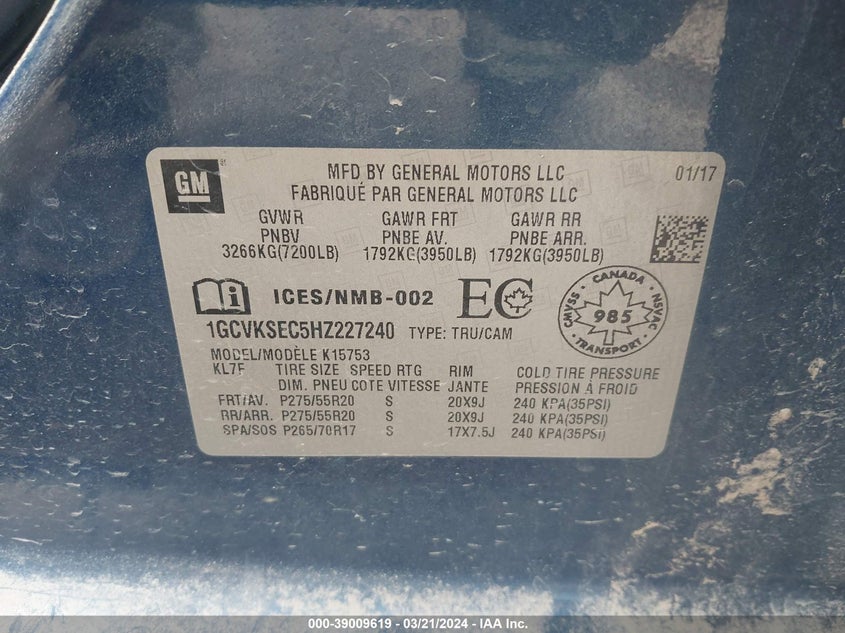 GM
MFD BY GENERAL MOTORS LLC
01/17
FABRIQUÉ PAR GENERAL MOTORS LLC
GVWR GAWR FRT GAWR RR
PNBV PNBE AV. PNBE ARR.
3266KG(7200LB) 1792KG(3950LB) 1792KG(3950LB)
ICES/NMB-002 EC
CANADA
CMVSS 985 NSVAC
TRANSPORT
1GCVKSEC5HZ227240 TYPE: TRU/CAM
MODEL/MODÈLE K15753
KL7F TIRE SIZE SPEED RTG RIM COLD TIRE PRESSURE
DIM. PNEU COTE VITESSE JANTE PRESSION À FROID
FRT/AV. P275/55R20 S 20X9J 240 KPA(35PSI)
RR/ARR. P275/55R20 S 20X9J 240 KPA(35PSI)
SPA/SOS P265/70R17 S 17X7.5J 240 KPA(35PSI)
000-39009619 - 03/21/2024 - IAA Inc.